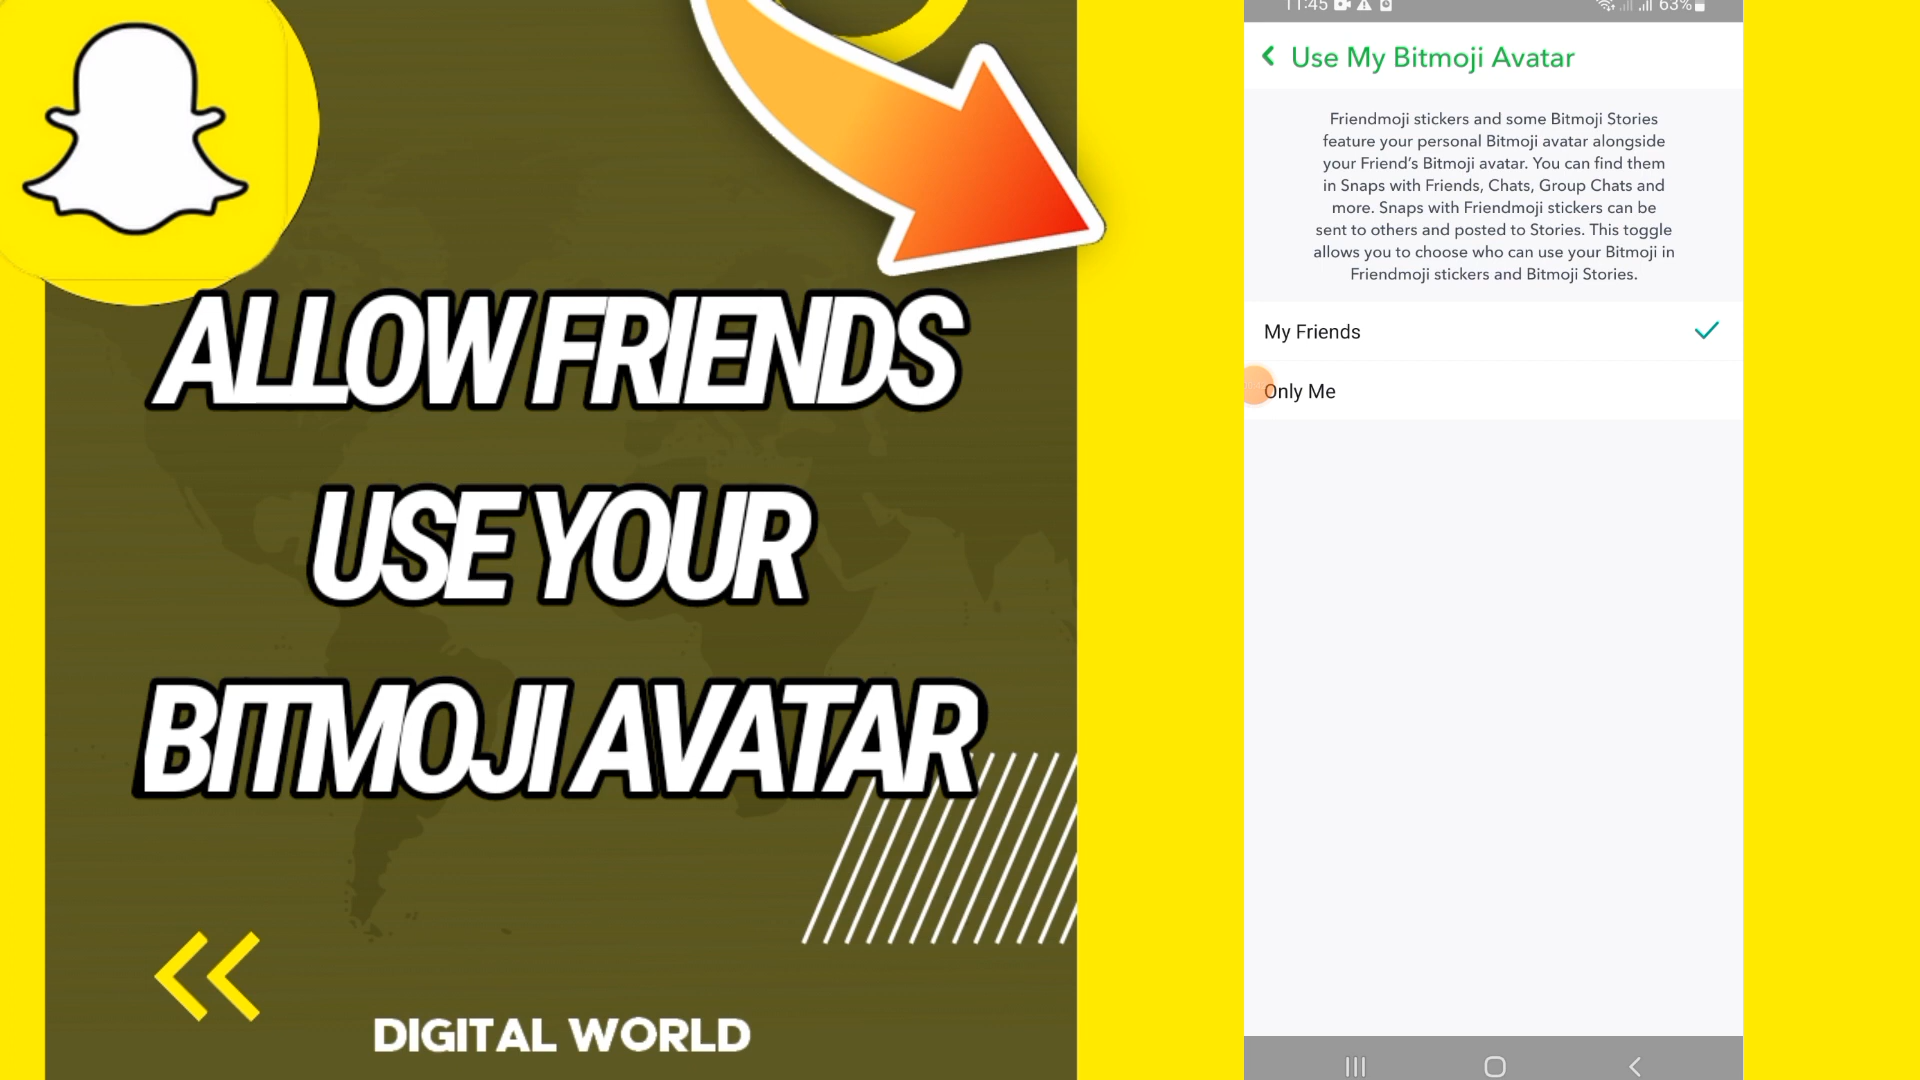 ALLOW FRIENDS
USE YOUR
BITMOJI AVATAR
DIGITAL WORLD
11:45
63%
Use My Bitmoji Avatar
Friendmoji stickers and some Bitmoji Stories
feature your personal Bitmoji avatar alongside
your Friend's Bitmoji avatar. You can find them
in Snaps with Friends, Chats, Group Chats and
more. Snaps with Friendmoji stickers can be
sent to others and posted to Stories. This toggle
allows you to choose who can use your Bitmoji in
Friendmoji stickers and Bitmoji Stories.
My Friends
Only Me